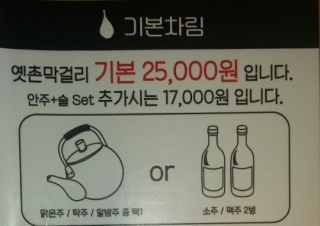 기본차림
옛촌막걸리 기본 25,000원 입니다.
안주+술 Set 추가시는 17,000원 입니다.
or
맑은주 / 탁주 / 알밤주 중 택1
소주 / 맥주 2병